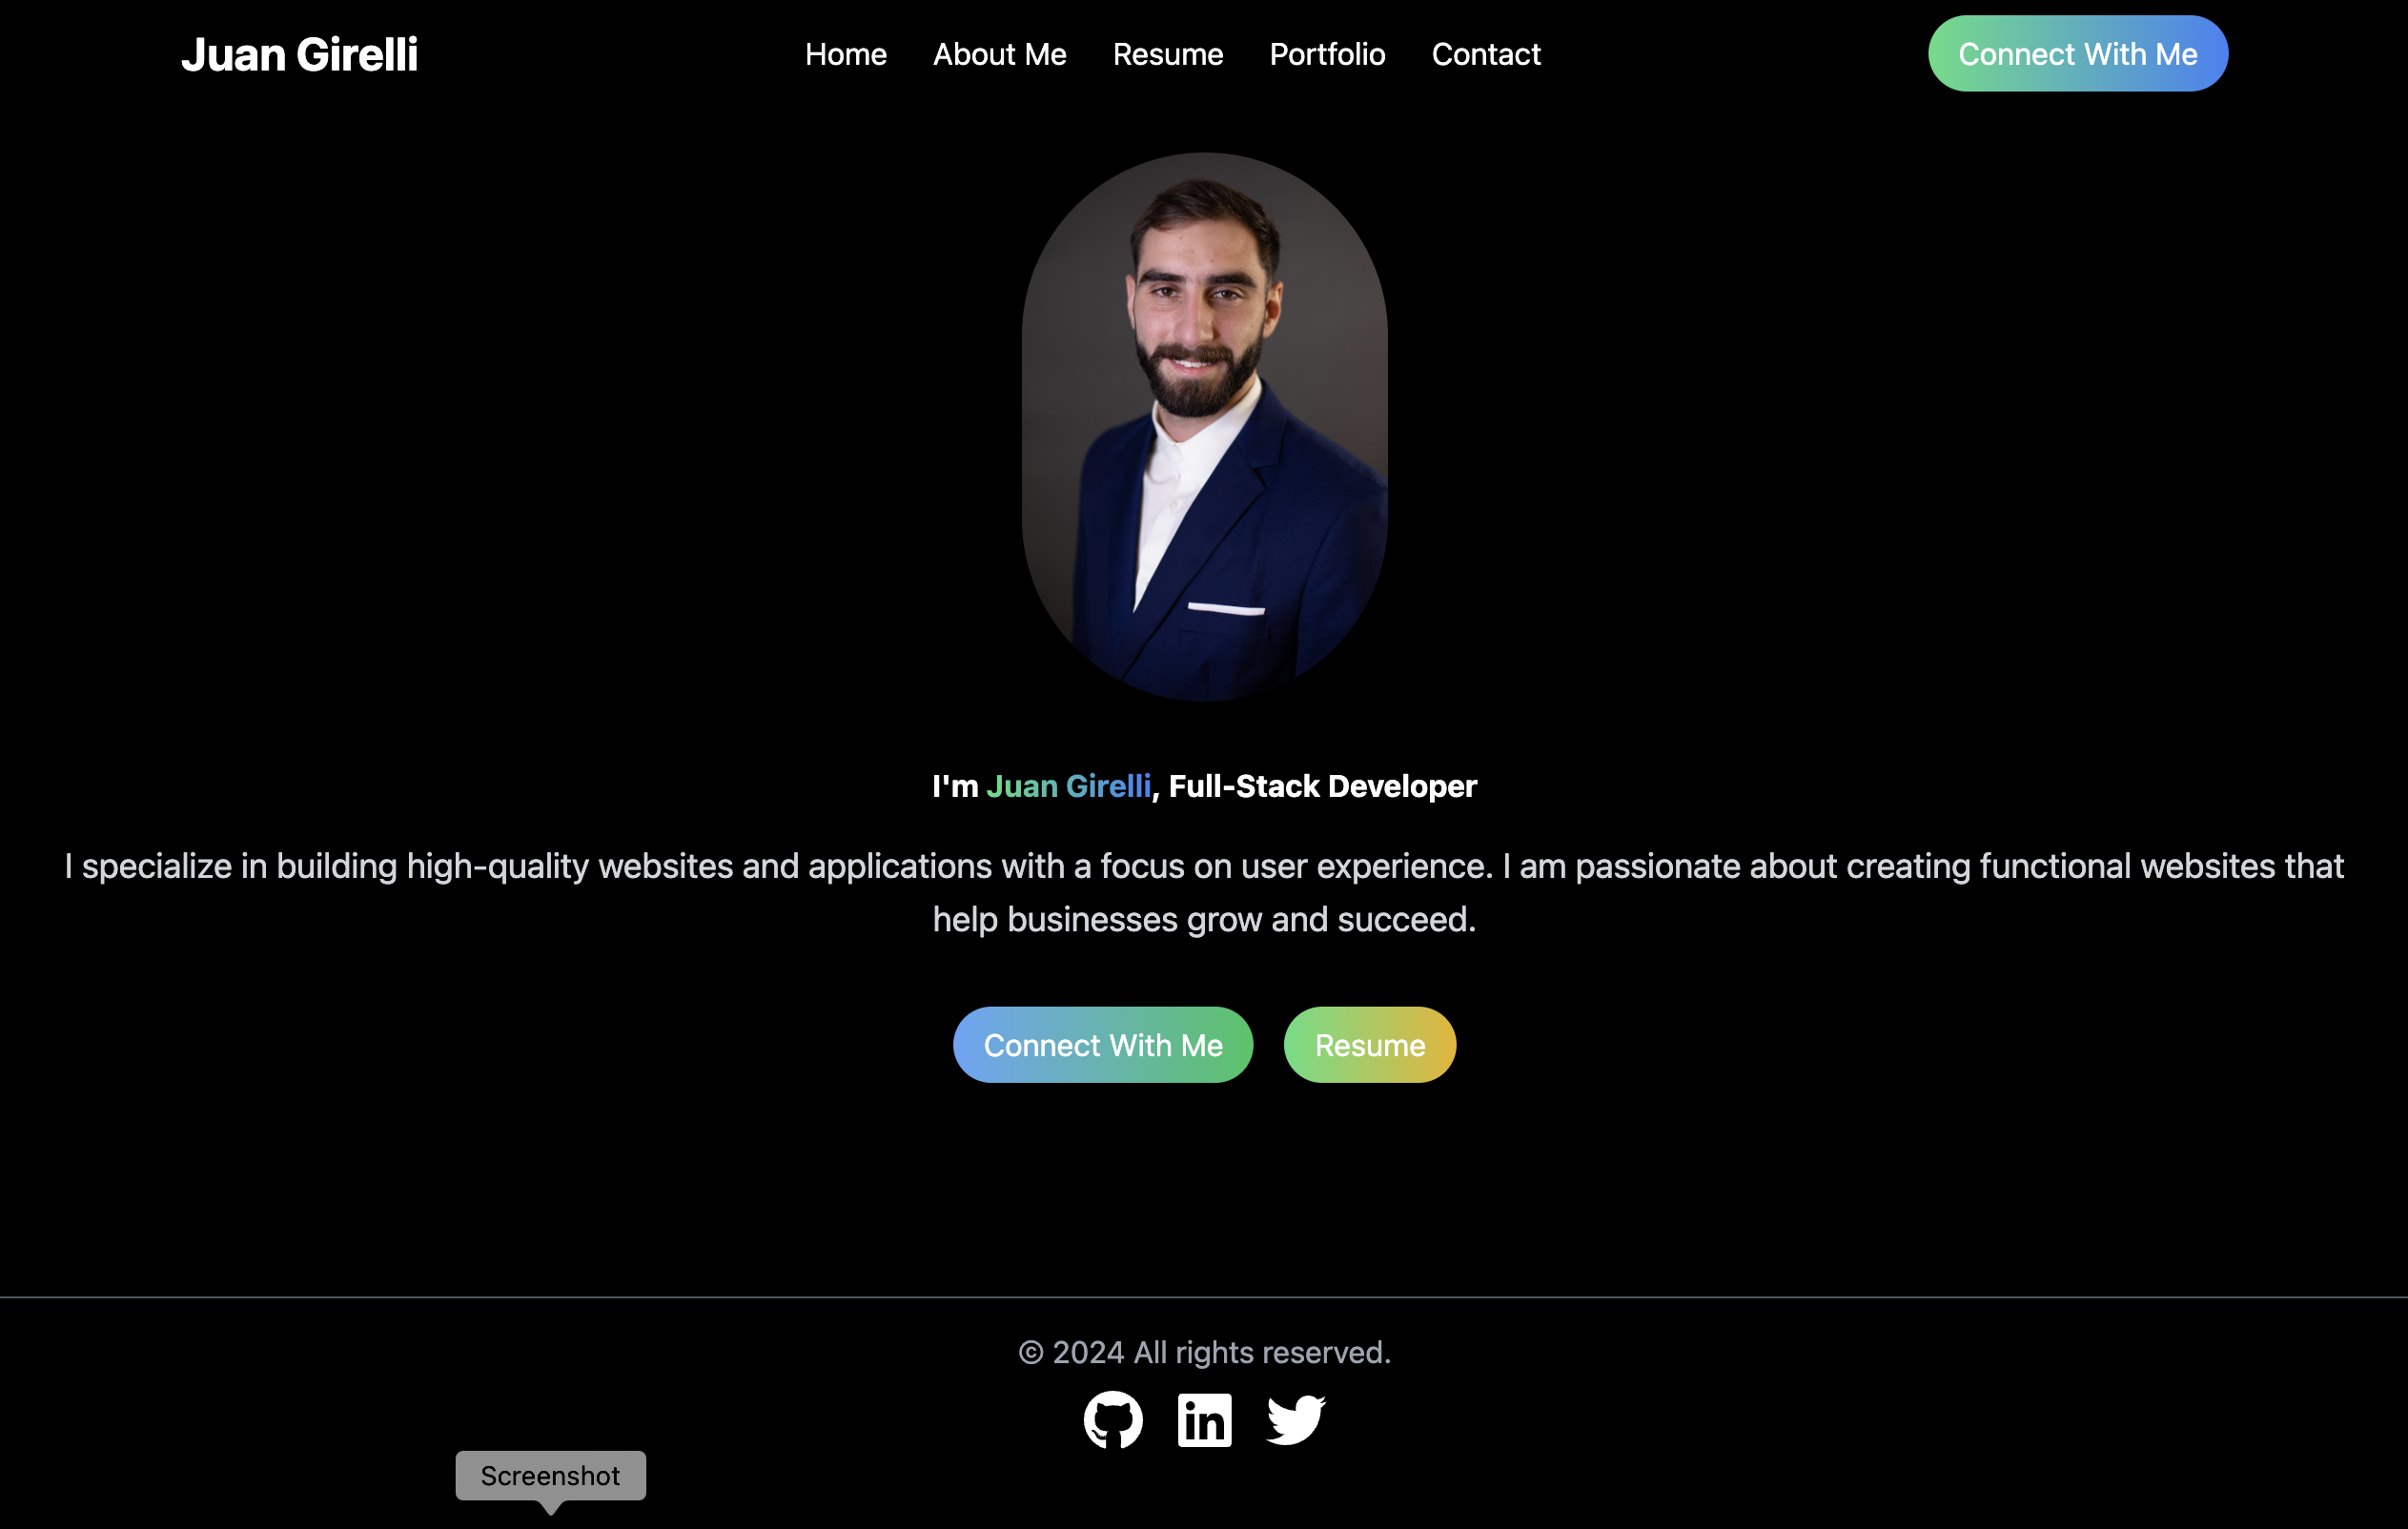 Juan Girelli
Home About Me Resume Portfolio Contact
Connect With Me
I'm Juan Girelli, Full-Stack Developer
I specialize in building high-quality websites and applications with a focus on user experience. I am passionate about creating functional websites that
help businesses grow and succeed.
Connect With Me
Resume
© 2024 All rights reserved.
in
Screenshot